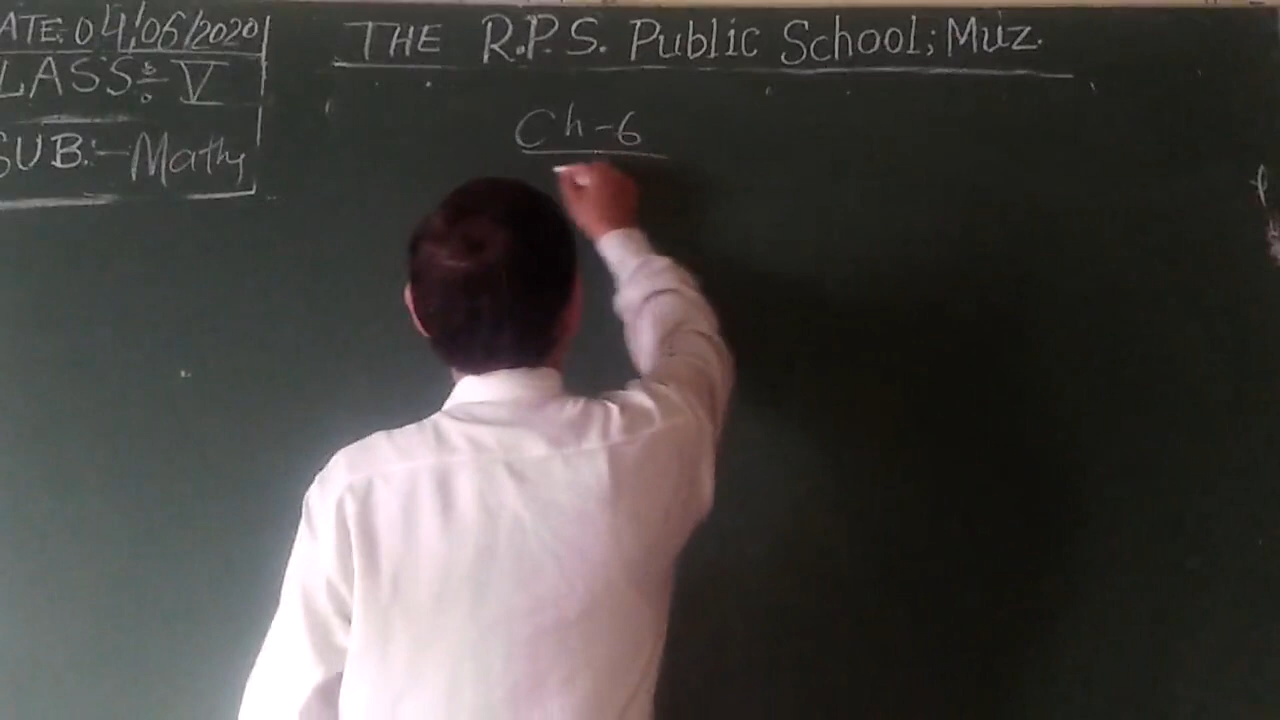 ATE:04/06/2020
LASS:- V
SUB:- Maths
THE R.P.S. Public School; Muz.
Ch-6